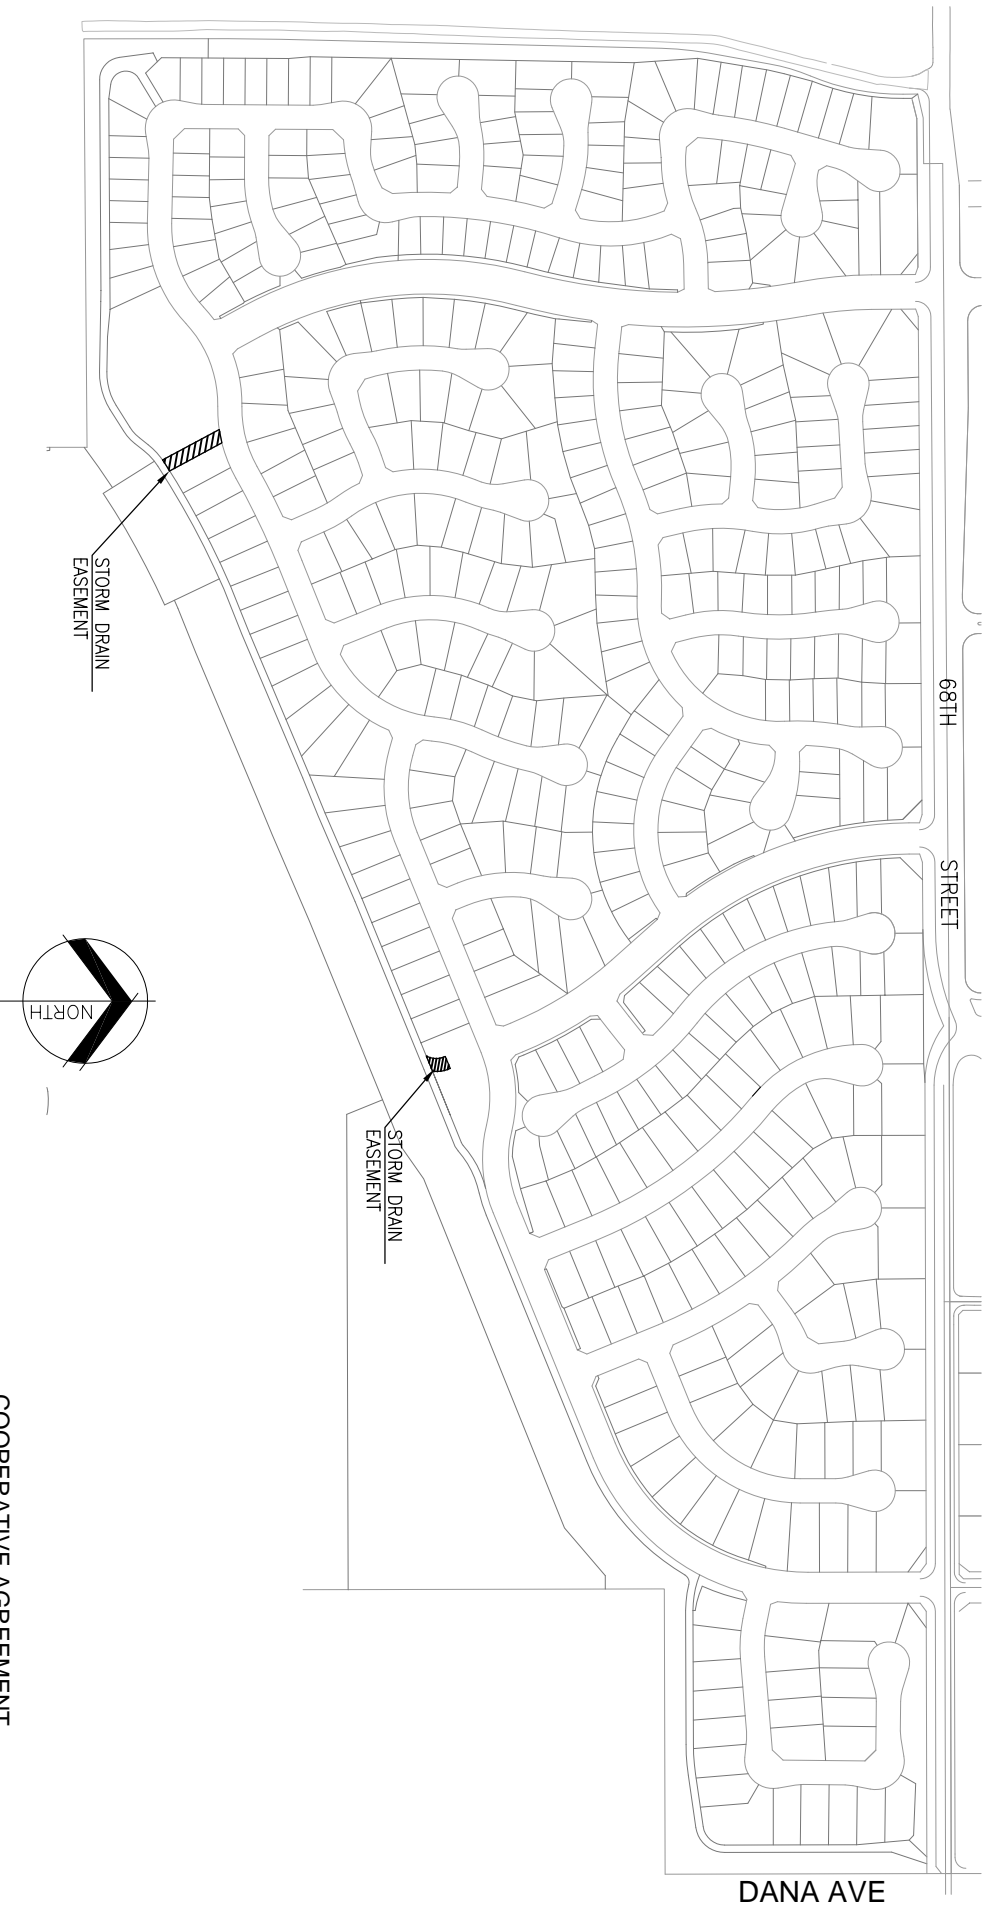 68TH STREET
STORM DRAIN
EASEMENT
STORM DRAIN
EASEMENT
NORTH
DANA AVE
COOPERATIVE AGREEMENT